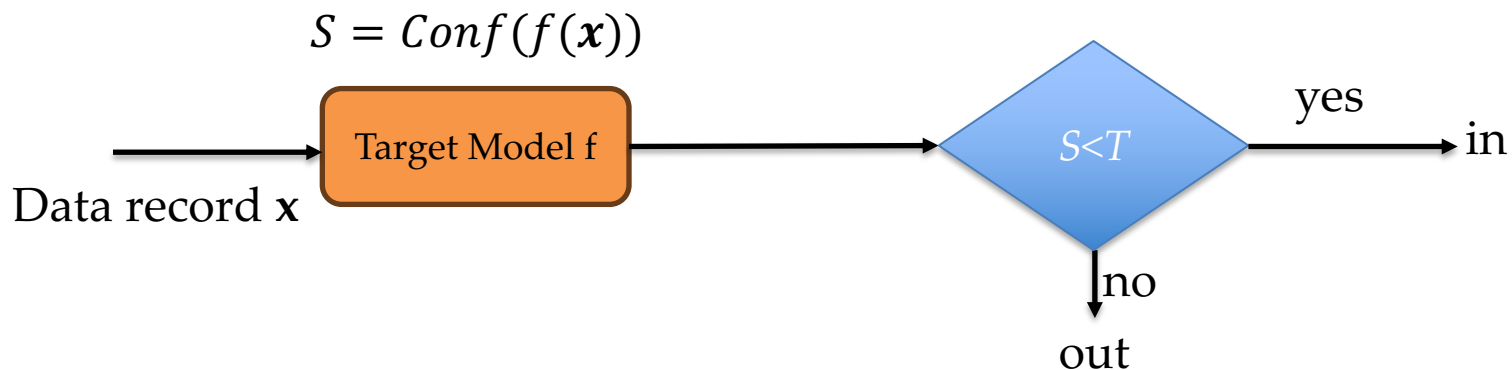 S = Conf(f(x))
Target Model f
Data record x
S<T
yes
in
no
out